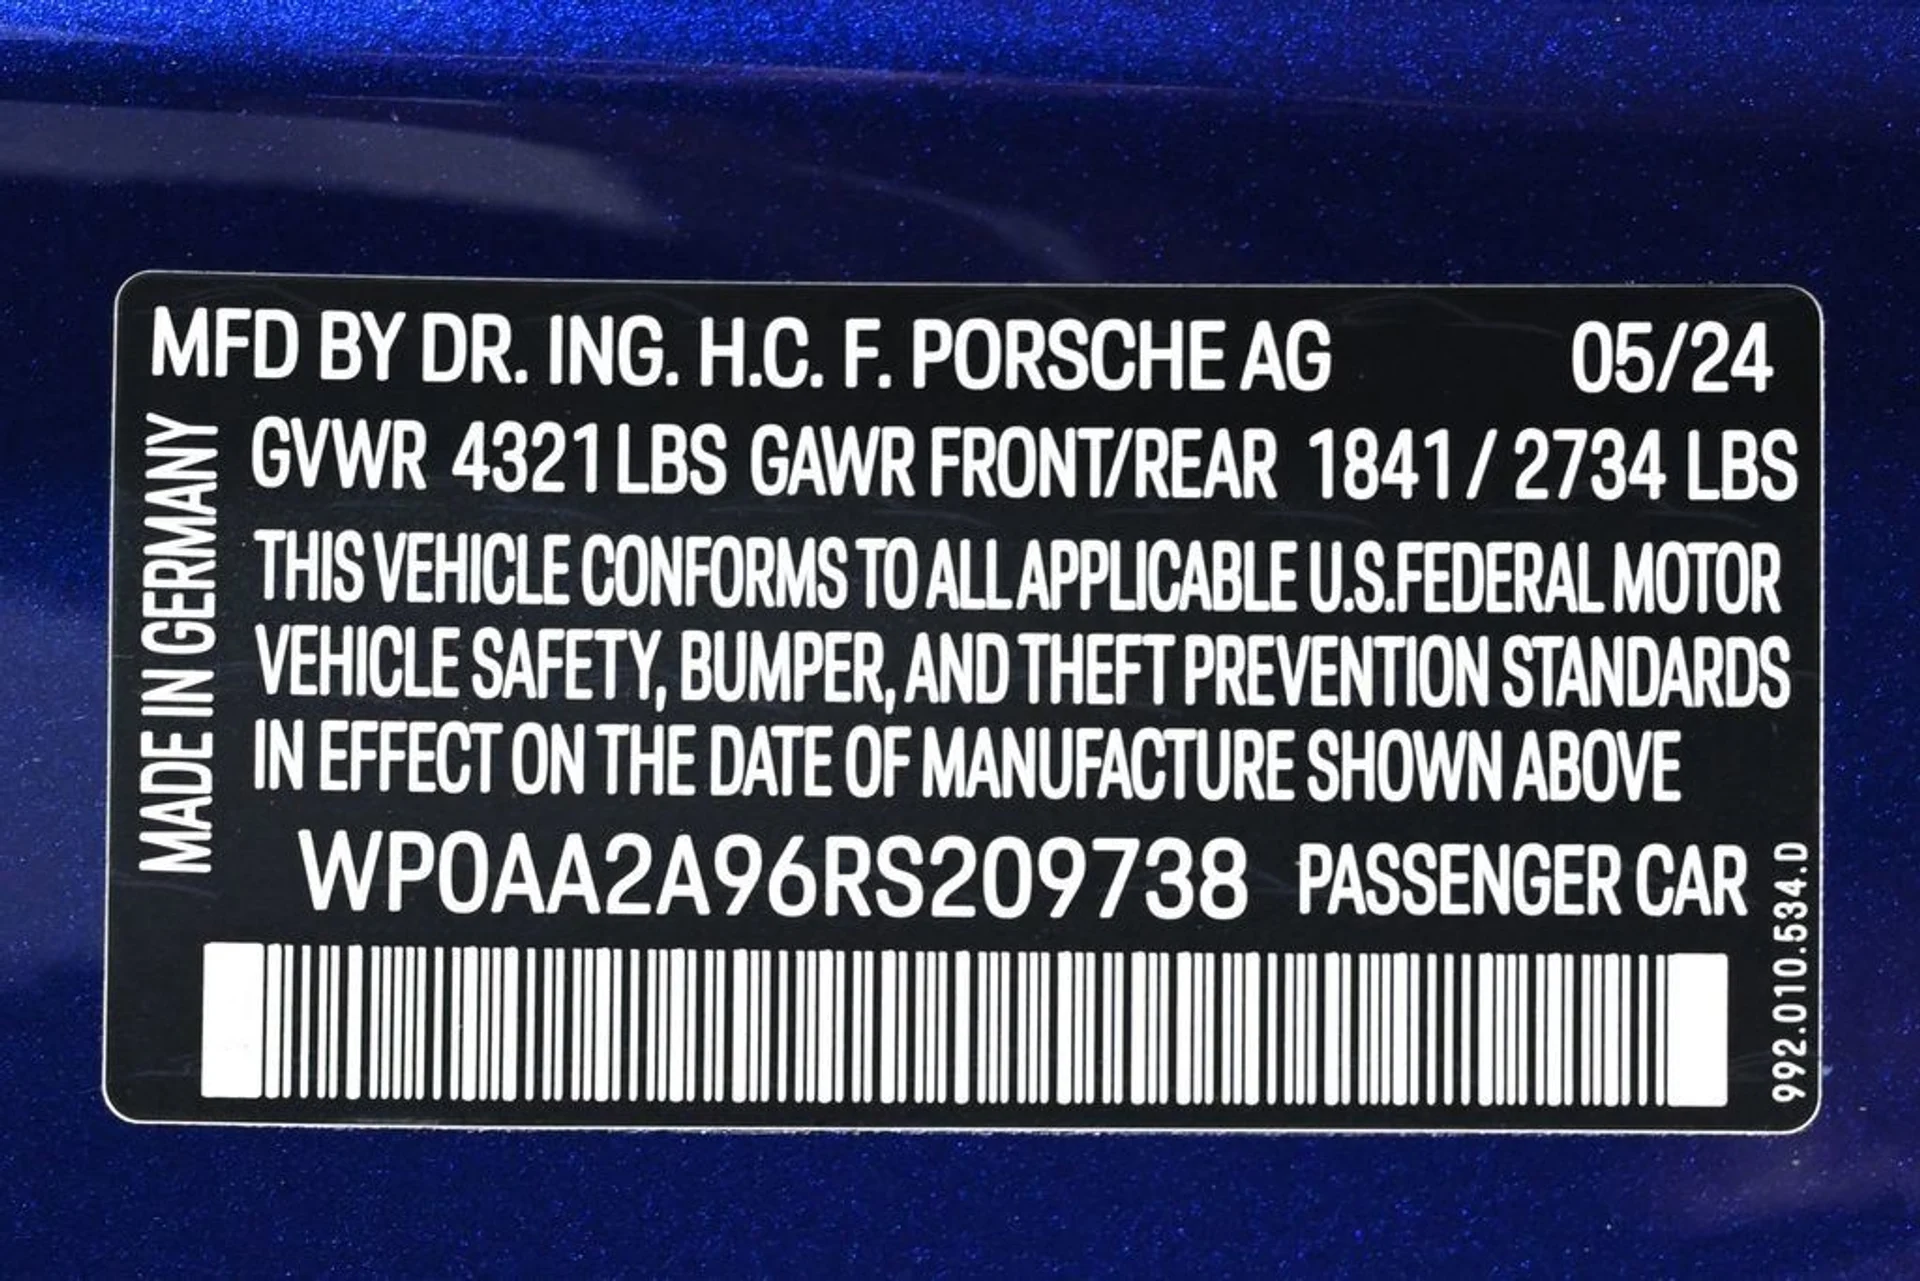 MFD BY DR. ING. H.C. F. PORSCHE AG 05/24
GVWR 4321 LBS GAWR FRONT/REAR 1841 / 2734 LBS
THIS VEHICLE CONFORMS TO ALL APPLICABLE U.S.FEDERAL MOTOR
VEHICLE SAFETY, BUMPER, AND THEFT PREVENTION STANDARDS
IN EFFECT ON THE DATE OF MANUFACTURE SHOWN ABOVE
WP0AA2A96RS209738 PASSENGER CAR
MADE IN GERMANY
992.010.534.D